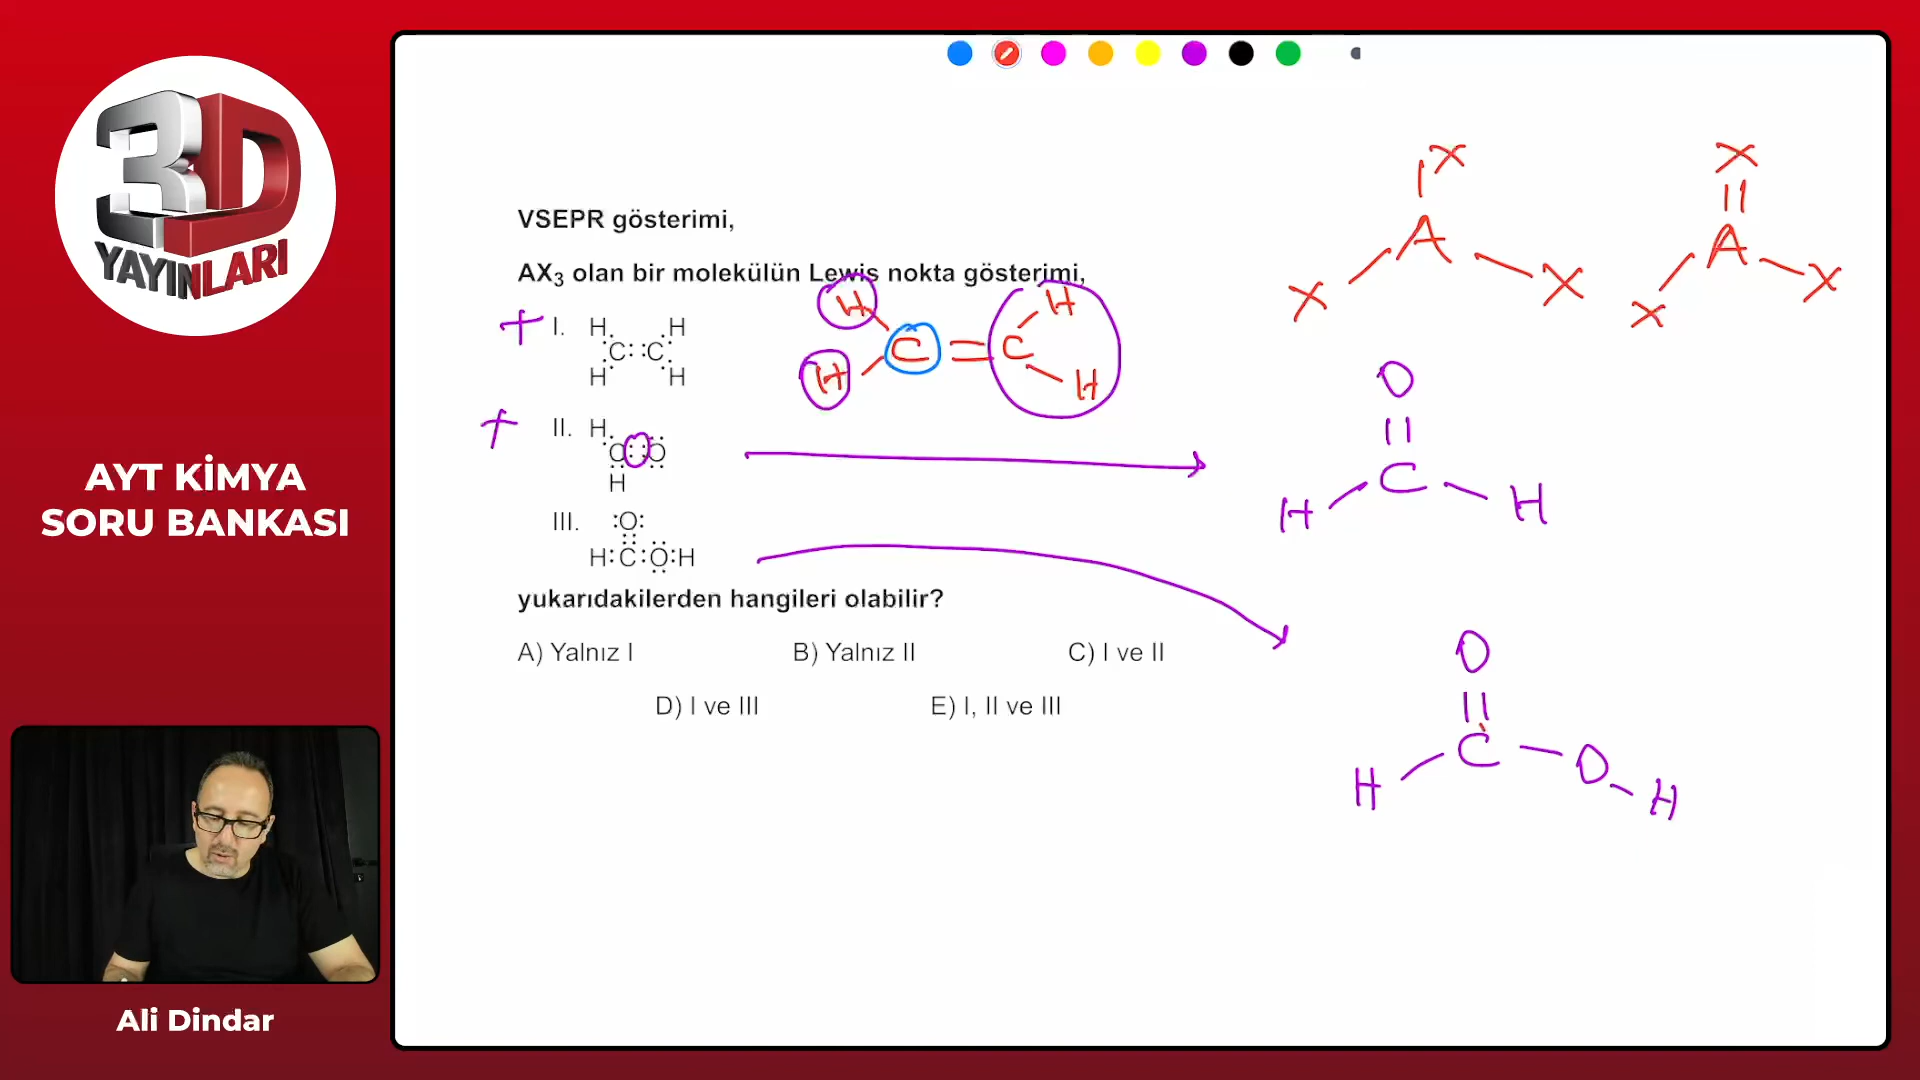 3D
YAYINLARI
AYT KİMYA
SORU BANKASI
Ali Dindar
VSEPR gösterimi,
AX₃ olan bir molekülün Lewis nokta gösterimi,
+ I. H H
C::C
H H
+ II. H
C::O
H
III. :O:
H:C:O:H
yukarıdakilerden hangileri olabilir?
A) Yalnız I B) Yalnız II C) I ve II
D) I ve III E) I, II ve III
H H
C = C
H H
X X
A A
X X X X
O
C
H H
O
C
H O H